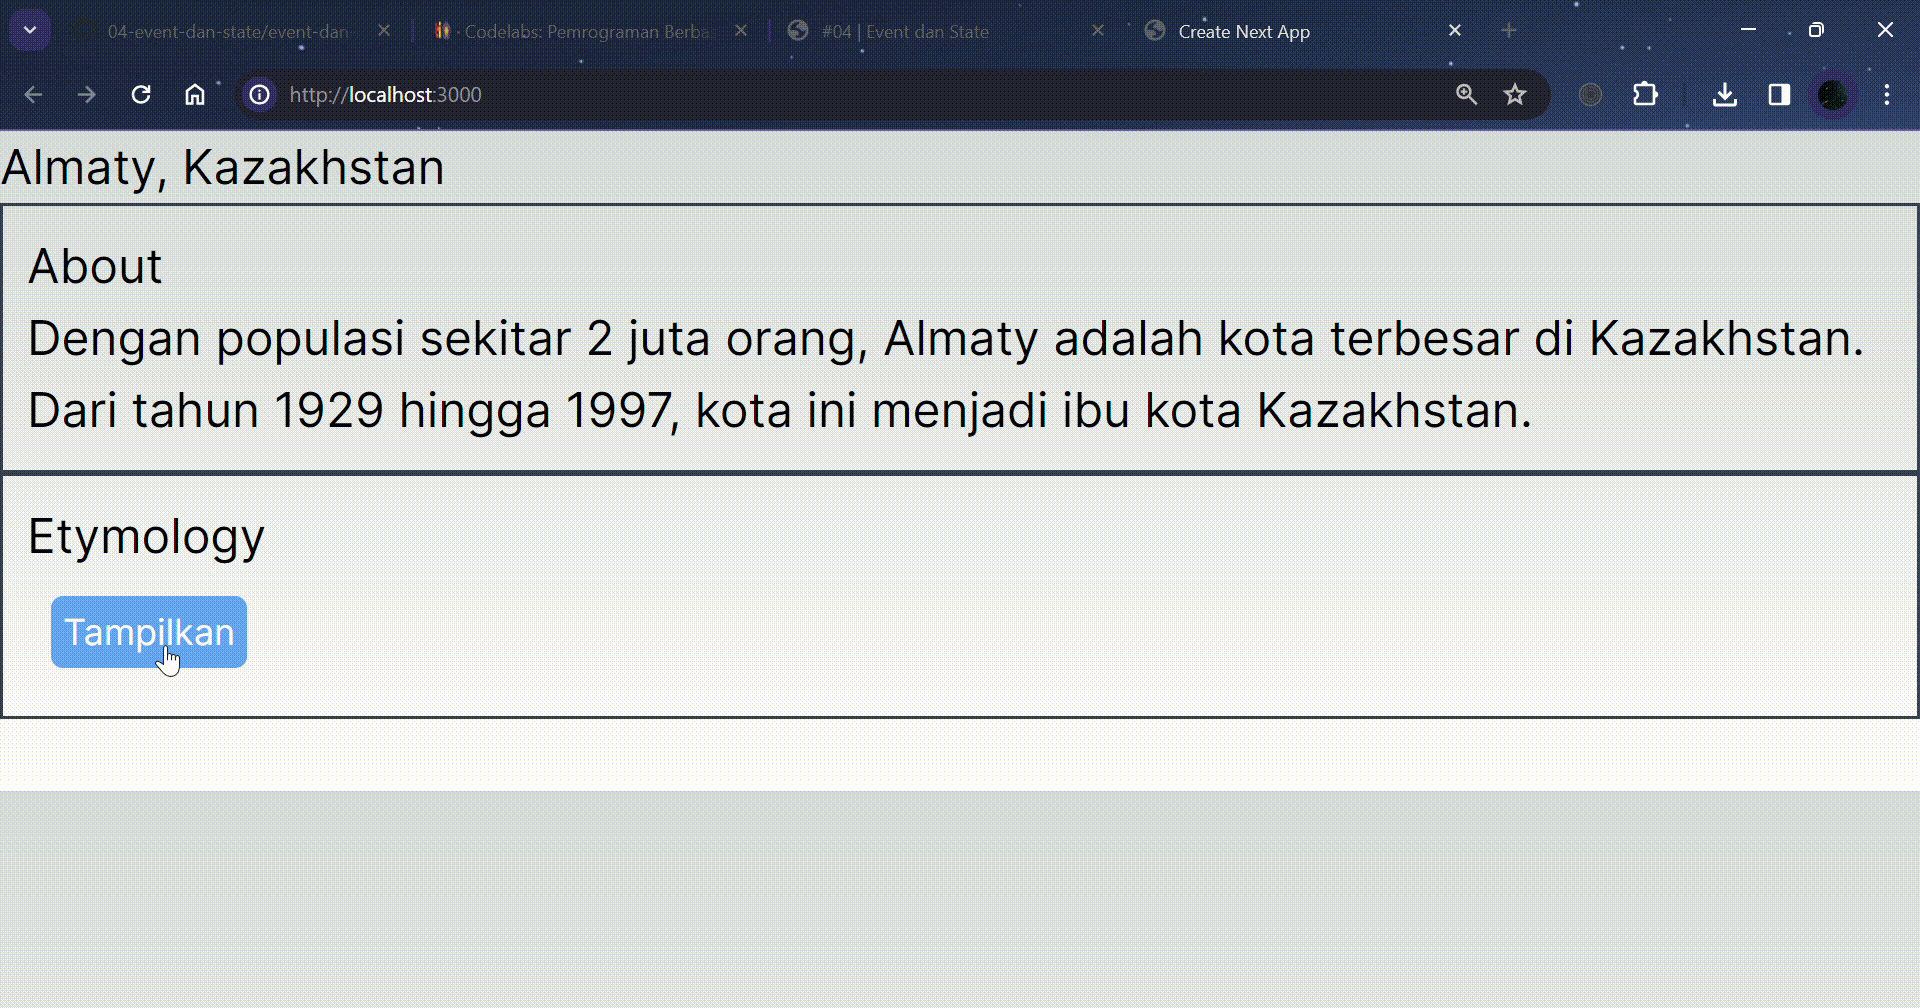 04-event-dan-state/event-dan-
Codelabs: Pemrograman Berba
#04 | Event dan State
Create Next App
http://localhost:3000
Almaty, Kazakhstan
About
Dengan populasi sekitar 2 juta orang, Almaty adalah kota terbesar di Kazakhstan.
Dari tahun 1929 hingga 1997, kota ini menjadi ibu kota Kazakhstan.
Etymology
Tampilkan